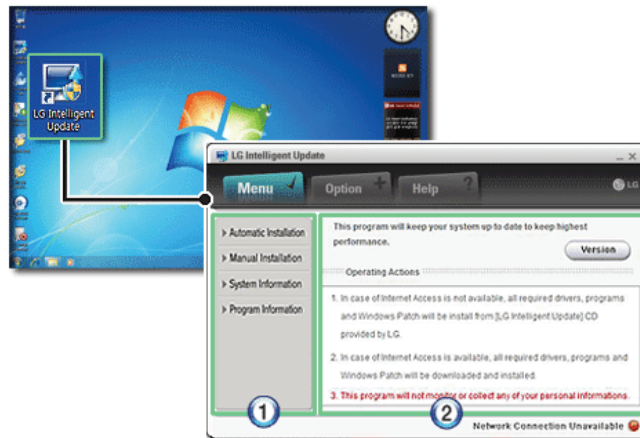 LG Intelligent
Update
LG Intelligent Update
Menu
Option
Help
LG
Automatic Installation
Manual Installation
System Information
Program Information
This program will keep your system up to date to keep highest
performance.
Version
Operating Actions
1. In case of Internet Access is not available, all required drivers, programs
and Windows Patch will be install from [LG Intelligent Update] CD
provided by LG.
2. In case of Internet Access is available, all required drivers, programs and
Windows Patch will be downloaded and installed.
3. This program will not monitor or collect any of your personal informations.
1
2
Network Connection Unavailable